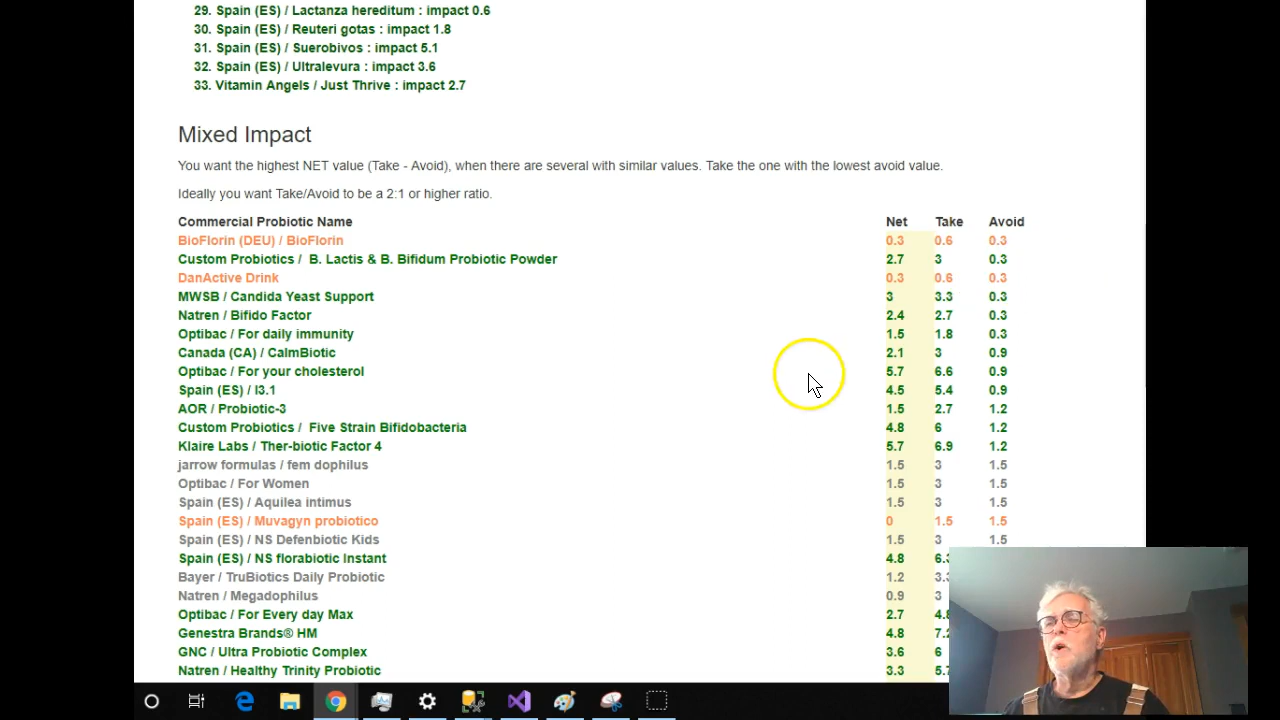 29. Spain (ES) / Lactanza hereditum : impact 0.6
30. Spain (ES) / Reuteri gotas : impact 1.8
31. Spain (ES) / Suerobivos : impact 5.1
32. Spain (ES) / Ultralevura : impact 3.6
33. Vitamin Angels / Just Thrive : impact 2.7
Mixed Impact
You want the highest NET value (Take - Avoid), when there are several with similar values. Take the one with the lowest avoid value.
Ideally you want Take/Avoid to be a 2:1 or higher ratio.
Commercial Probiotic Name Net Take Avoid
BioFlorin (DEU) / BioFlorin 0.3 0.6 0.3
Custom Probiotics / B. Lactis & B. Bifidum Probiotic Powder 2.7 3 0.3
DanActive Drink 0.3 0.6 0.3
MWSB / Candida Yeast Support 3 3.3 0.3
Natren / Bifido Factor 2.4 2.7 0.3
Optibac / For daily immunity 1.5 1.8 0.3
Canada (CA) / CalmBiotic 2.1 3 0.9
Optibac / For your cholesterol 5.7 6.6 0.9
Spain (ES) / I3.1 4.5 5.4 0.9
AOR / Probiotic-3 1.5 2.7 1.2
Custom Probiotics / Five Strain Bifidobacteria 4.8 6 1.2
Klaire Labs / Ther-biotic Factor 4 5.7 6.9 1.2
jarrow formulas / fem dophilus 1.5 3 1.5
Optibac / For Women 1.5 3 1.5
Spain (ES) / Aquilea intimus 1.5 3 1.5
Spain (ES) / Muvagyn probiotico 0 1.5 1.5
Spain (ES) / NS Defenbiotic Kids 1.5 3 1.5
Spain (ES) / NS florabiotic Instant 4.8
Bayer / TruBiotics Daily Probiotic 1.2
Natren / Megadophilus 0.9 3
Optibac / For Every day Max 2.7
Genestra Brands® HM 4.8
GNC / Ultra Probiotic Complex 3.6 6
Natren / Healthy Trinity Probiotic 3.3